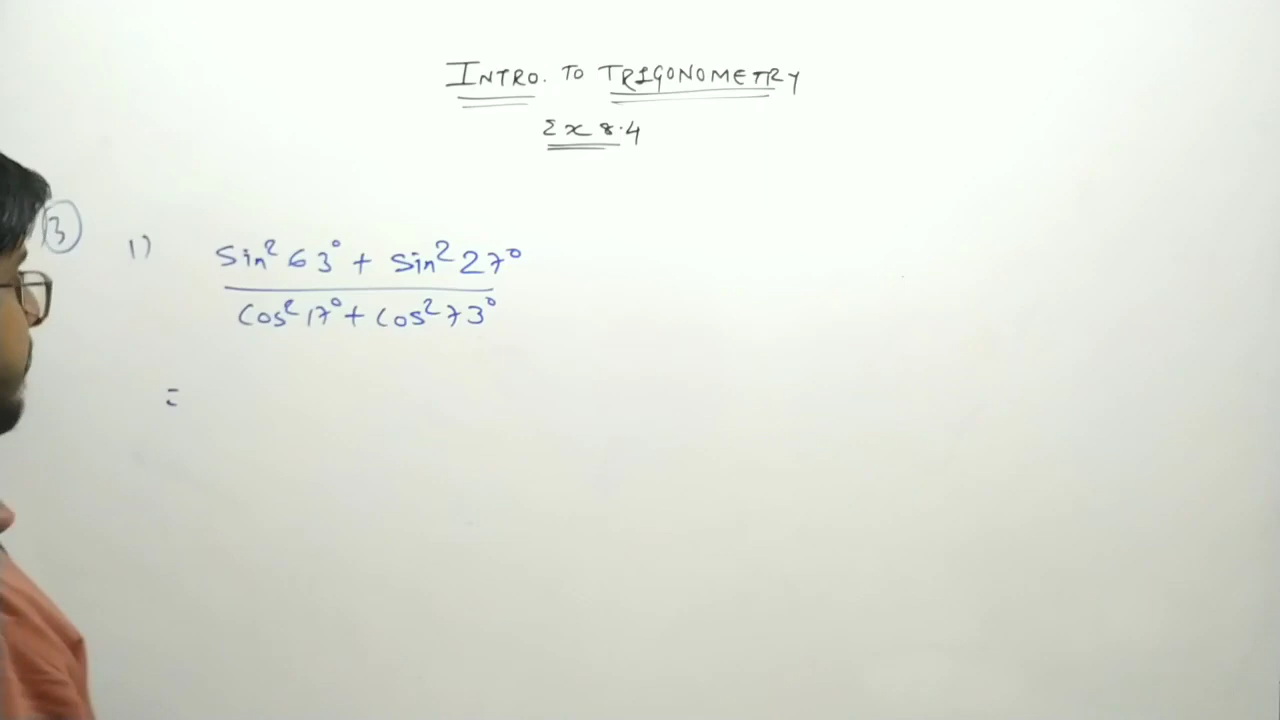 INTRO. TO TRIGONOMETRY
Ex 8.4
3 1) Sin² 63° + Sin² 27°
Cos² 17° + Cos² 73°
=